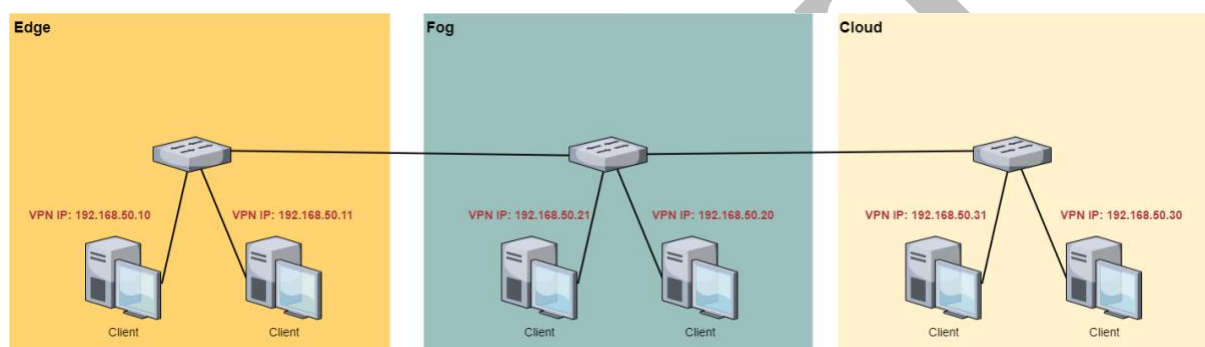 Edge
Fog
Cloud
VPN IP: 192.168.50.10
VPN IP: 192.168.50.11
VPN IP: 192.168.50.21
VPN IP: 192.168.50.20
VPN IP: 192.168.50.31
VPN IP: 192.168.50.30
Client
Client
Client
Client
Client
Client